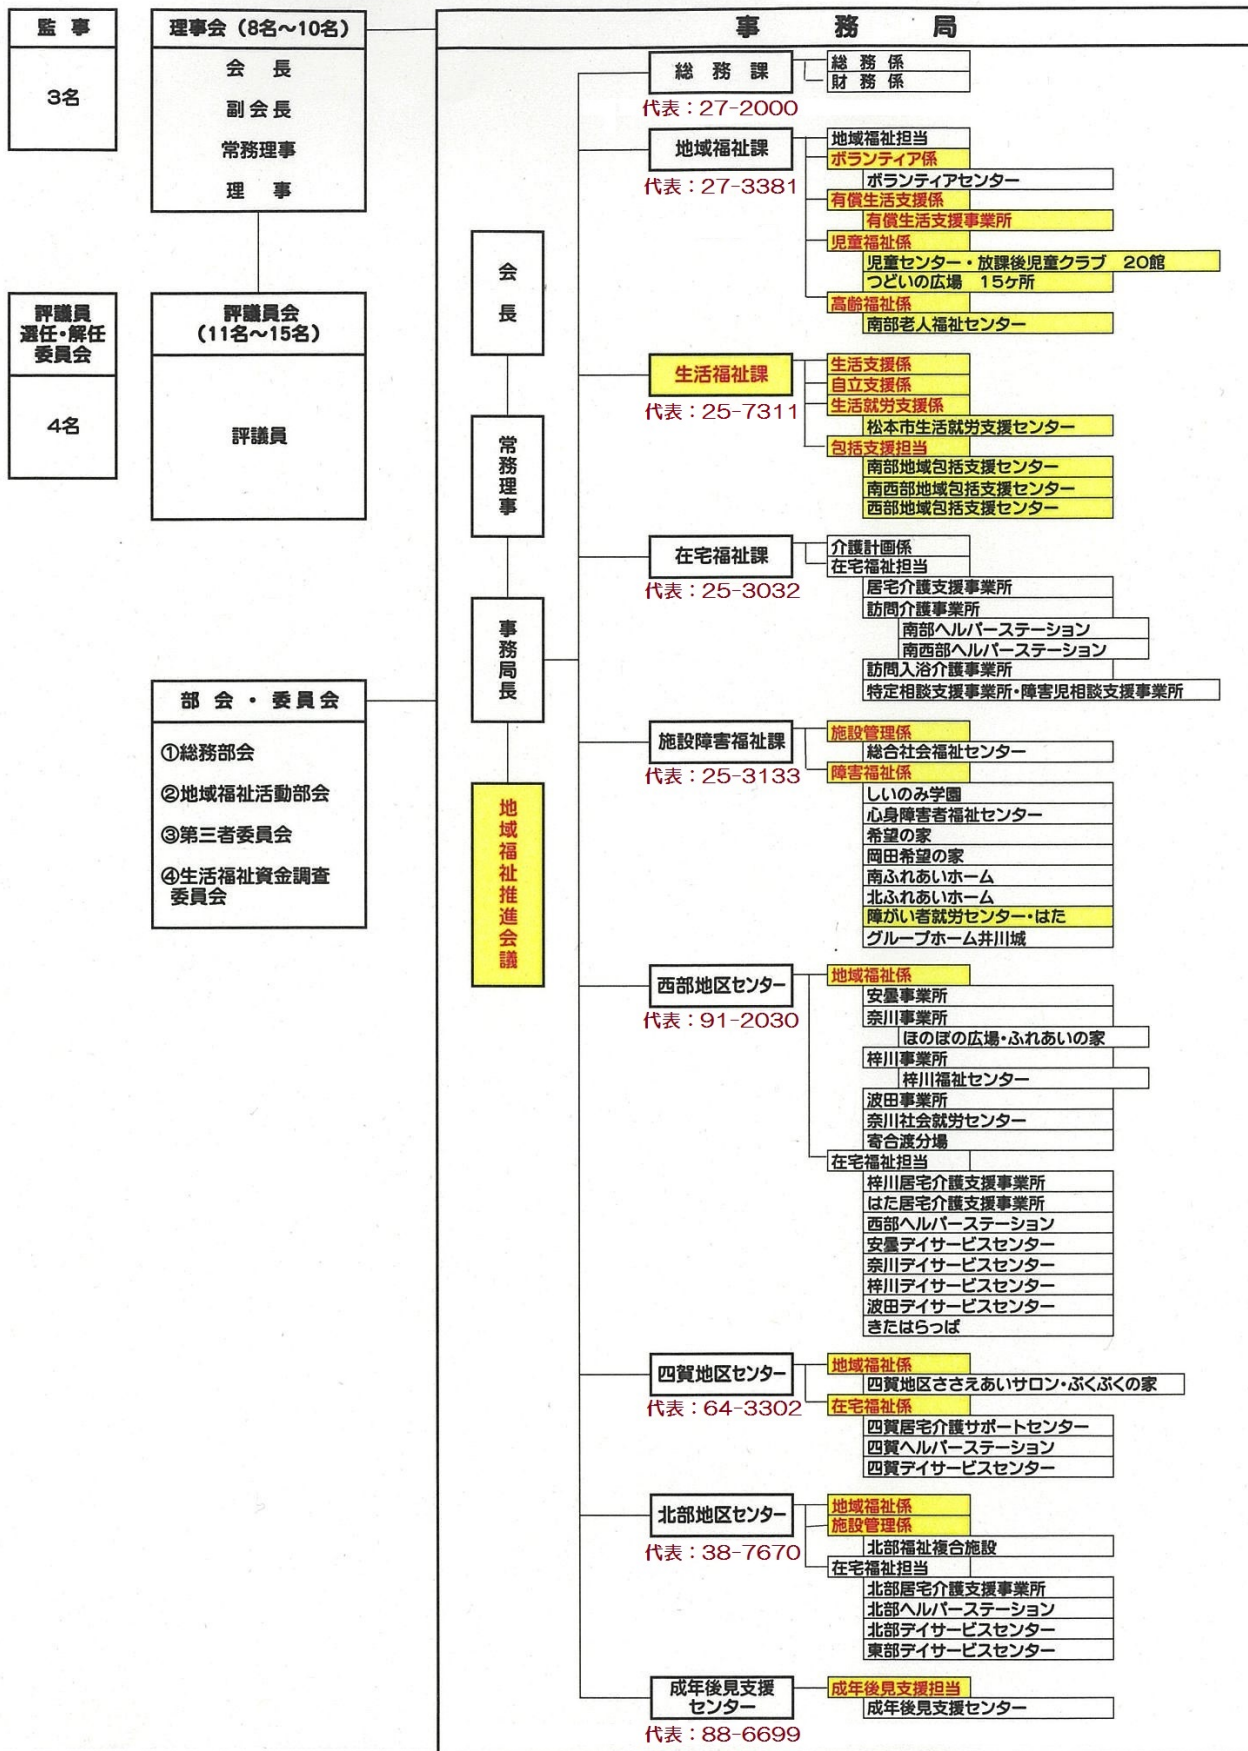 監事
3名
理事会（8名～10名）
会長
副会長
常務理事
理事
評議員
選任・解任
委員会
4名
評議員会
（11名～15名）
評議員
部会・委員会
①総務部会
②地域福祉活動部会
③第三者委員会
④生活福祉資金調査
委員会
事務局
会長
常務理事
事務局長
地域福祉推進会議
総務課
代表：27-2000
総務係
財務係
地域福祉課
代表：27-3381
地域福祉担当
ボランティア係
ボランティアセンター
有償生活支援係
有償生活支援事業所
児童福祉係
児童センター・放課後児童クラブ　20館
つどいの広場　15ヶ所
高齢福祉係
南部老人福祉センター
生活福祉課
代表：25-7311
生活支援係
自立支援係
生活就労支援係
松本市生活就労支援センター
包括支援担当
南部地域包括支援センター
南西部地域包括支援センター
西部地域包括支援センター
在宅福祉課
代表：25-3032
介護計画係
在宅福祉担当
居宅介護支援事業所
訪問介護事業所
南部ヘルパーステーション
南西部ヘルパーステーション
訪問入浴介護事業所
特定相談支援事業所・障害児相談支援事業所
施設障害福祉課
代表：25-3133
施設管理係
総合社会福祉センター
障害福祉係
しいのみ学園
心身障害者福祉センター
希望の家
岡田希望の家
南ふれあいホーム
北ふれあいホーム
障がい者就労センター・はた
グループホーム井川城
西部地区センター
代表：91-2030
地域福祉係
安曇事業所
奈川事業所
ほのぼの広場・ふれあいの家
梓川事業所
梓川福祉センター
波田事業所
奈川社会就労センター
寄合渡分場
在宅福祉担当
梓川居宅介護支援事業所
はた居宅介護支援事業所
西部ヘルパーステーション
安曇デイサービスセンター
奈川デイサービスセンター
梓川デイサービスセンター
波田デイサービスセンター
きたはらっぱ
四賀地区センター
代表：64-3302
地域福祉係
四賀地区ささえあいサロン・ぷくぷくの家
在宅福祉係
四賀居宅介護サポートセンター
四賀ヘルパーステーション
四賀デイサービスセンター
北部地区センター
代表：38-7670
地域福祉係
施設管理係
北部福祉複合施設
在宅福祉担当
北部居宅介護支援事業所
北部ヘルパーステーション
北部デイサービスセンター
東部デイサービスセンター
成年後見支援
センター
代表：88-6699
成年後見支援担当
成年後見支援センター